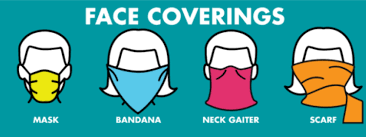 FACE COVERINGS
MASK
BANDANA
NECK GAITER
SCARF